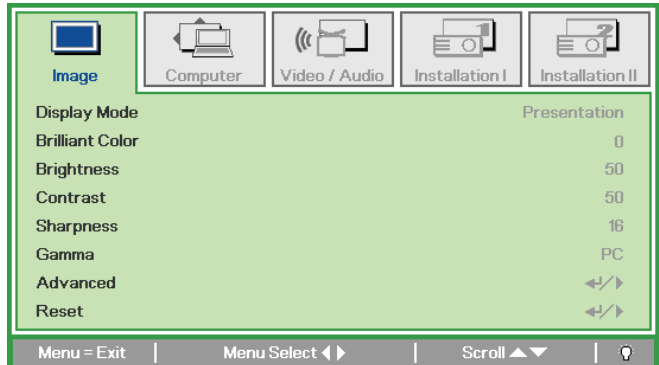 Image Computer Video / Audio Installation I Installation II
Display Mode Presentation
Brilliant Color 0
Brightness 50
Contrast 50
Sharpness 16
Gamma PC
Advanced
Reset
Menu = Exit Menu Select Scroll